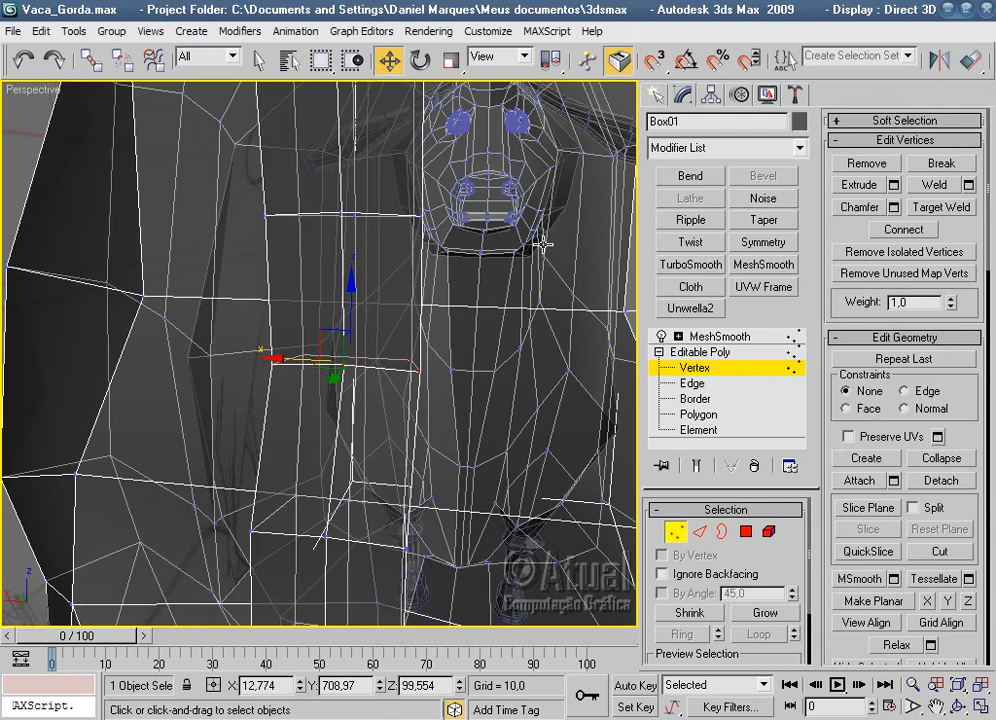 Vaca_Gorda.max - Project Folder: C:\Documents and Settings\Daniel Marques\Meus documentos\3dsmax - Autodesk 3ds Max 2009 - Display : Direct 3D
File Edit Tools Group Views Create Modifiers Animation Graph Editors Rendering Customize MAXScript Help
All View Create Selection Set
Perspective
Box01
Modifier List
Bend Bevel
Lathe Noise
Ripple Taper
Twist Symmetry
TurboSmooth MeshSmooth
Cloth UVW Frame
Unwrella2
MeshSmooth
Editable Poly
Vertex
Edge
Border
Polygon
Element
Selection
By Vertex
Ignore Backfacing
By Angle: 45,0
Shrink Grow
Ring Loop
Preview Selection
Soft Selection
Edit Vertices
Remove Break
Extrude Weld
Chamfer Target Weld
Connect
Remove Isolated Vertices
Remove Unused Map Verts
Weight: 1,0
Edit Geometry
Repeat Last
Constraints
None Edge
Face Normal
Preserve UVs
Create Collapse
Attach Detach
Slice Plane Split
Slice Reset Plane
QuickSlice Cut
MSmooth Tessellate
Make Planar X Y Z
View Align Grid Align
Relax
©Atual
Computação Gráfica
z
x
z
x
0 / 100
0 10 20 30 40 50 60 70 80 90 100
1 Object Sele X: 12,774 Y: 708,97 Z: 99,554 Grid = 10,0 Auto Key Selected
AXScript. Click or click-and-drag to select objects Add Time Tag Set Key Key Filters... 0